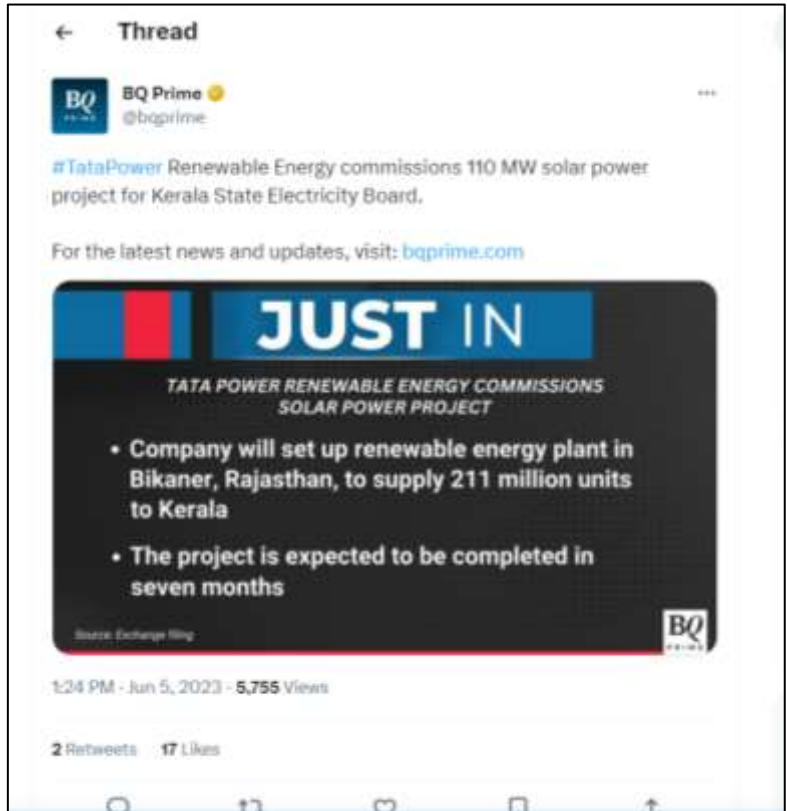 Thread
BQ
PRIME
BQ Prime
@bqprime
#TataPower Renewable Energy commissions 110 MW solar power
project for Kerala State Electricity Board.
For the latest news and updates, visit: bqprime.com
JUST IN
TATA POWER RENEWABLE ENERGY COMMISSIONS
SOLAR POWER PROJECT
• Company will set up renewable energy plant in
Bikaner, Rajasthan, to supply 211 million units
to Kerala
• The project is expected to be completed in
seven months
Source: Exchange filing
BQ
PRIME
1:24 PM · Jun 5, 2023 · 5,755 Views
2 Retweets 17 Likes